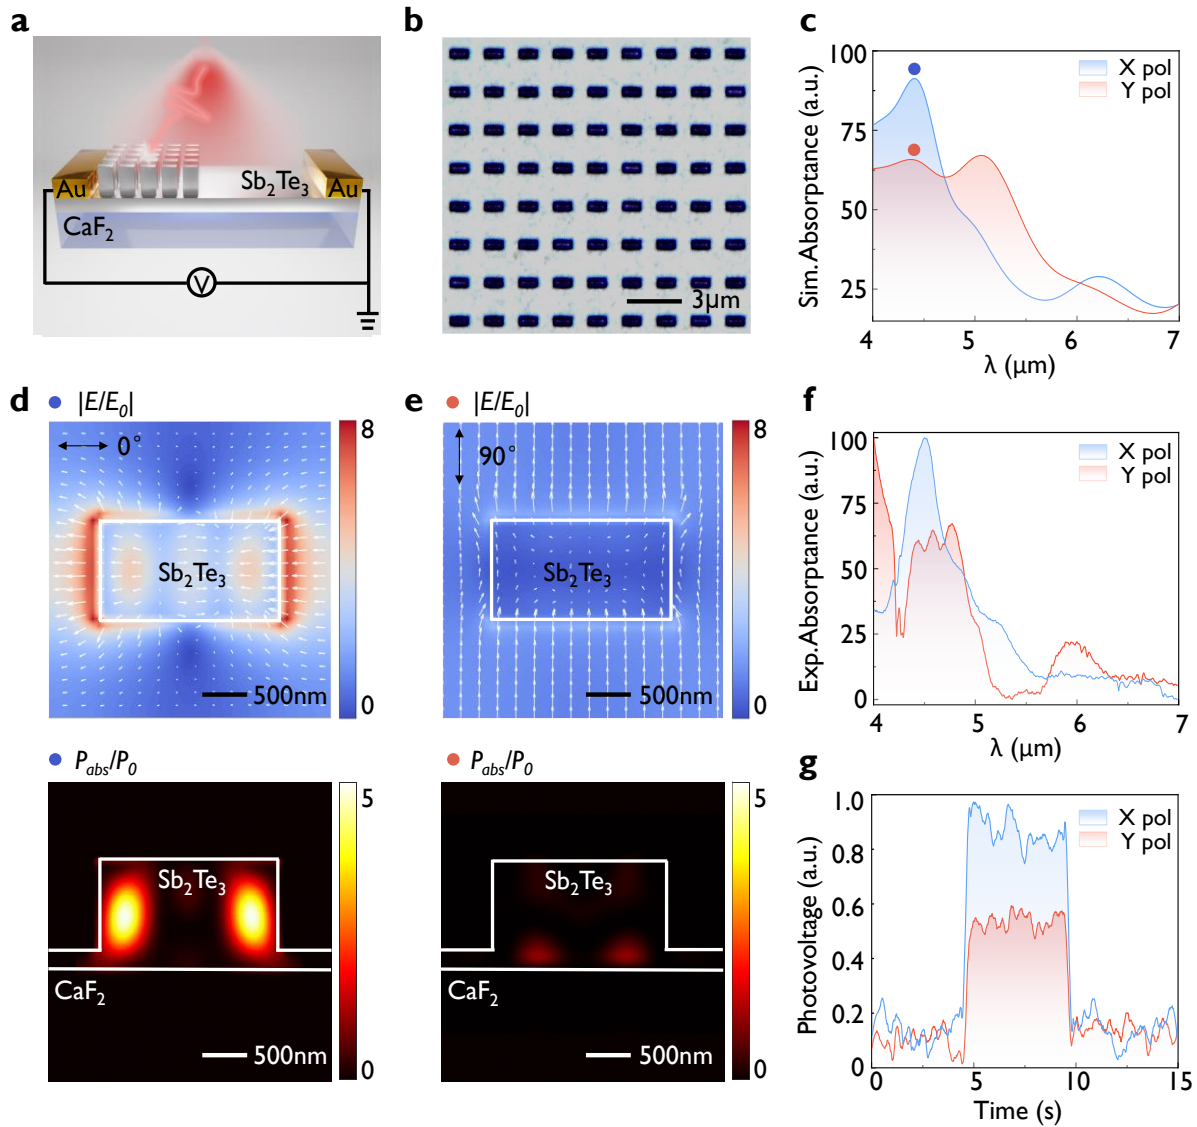 a
Au
Sb2Te3
Au
CaF2
V
b
3μm
c
Sim.Absorptance (a.u.)
100
75
50
25
X pol
Y pol
4
5
6
7
λ (μm)
d
|E/E0|
0°
Sb2Te3
500nm
8
0
Pabs/P0
Sb2Te3
CaF2
500nm
5
0
e
|E/E0|
90°
Sb2Te3
500nm
8
0
Pabs/P0
Sb2Te3
CaF2
500nm
5
0
f
Exp.Absorptance (a.u.)
100
75
50
25
0
X pol
Y pol
4
5
6
7
λ (μm)
g
Photovoltage (a.u.)
1.0
0.8
0.6
0.4
0.2
0
X pol
Y pol
0
5
10
15
Time (s)